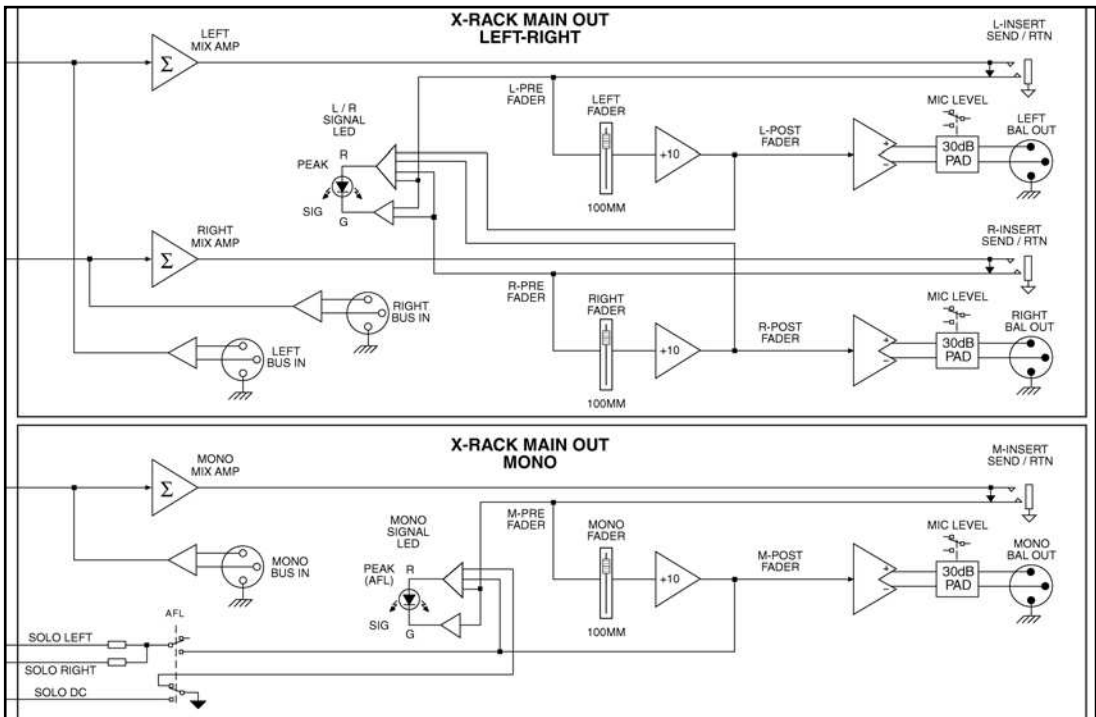 X-RACK MAIN OUT
LEFT-RIGHT
LEFT
MIX AMP
Σ
L-INSERT
SEND / RTN
L-PRE
FADER
LEFT
FADER
MIC LEVEL
L / R
SIGNAL
LED
PEAK
R
SIG
G
+10
L-POST
FADER
+
−
30dB
PAD
LEFT
BAL OUT
100MM
RIGHT
MIX AMP
Σ
R-INSERT
SEND / RTN
R-PRE
FADER
RIGHT
FADER
MIC LEVEL
RIGHT
BUS IN
LEFT
BUS IN
+10
R-POST
FADER
+
−
30dB
PAD
RIGHT
BAL OUT
100MM
X-RACK MAIN OUT
MONO
MONO
MIX AMP
Σ
M-INSERT
SEND / RTN
M-PRE
FADER
MONO
SIGNAL
LED
MONO
FADER
MIC LEVEL
MONO
BUS IN
PEAK
(AFL)
R
SIG
G
+10
M-POST
FADER
+
−
30dB
PAD
MONO
BAL OUT
100MM
AFL
SOLO LEFT
SOLO RIGHT
SOLO DC